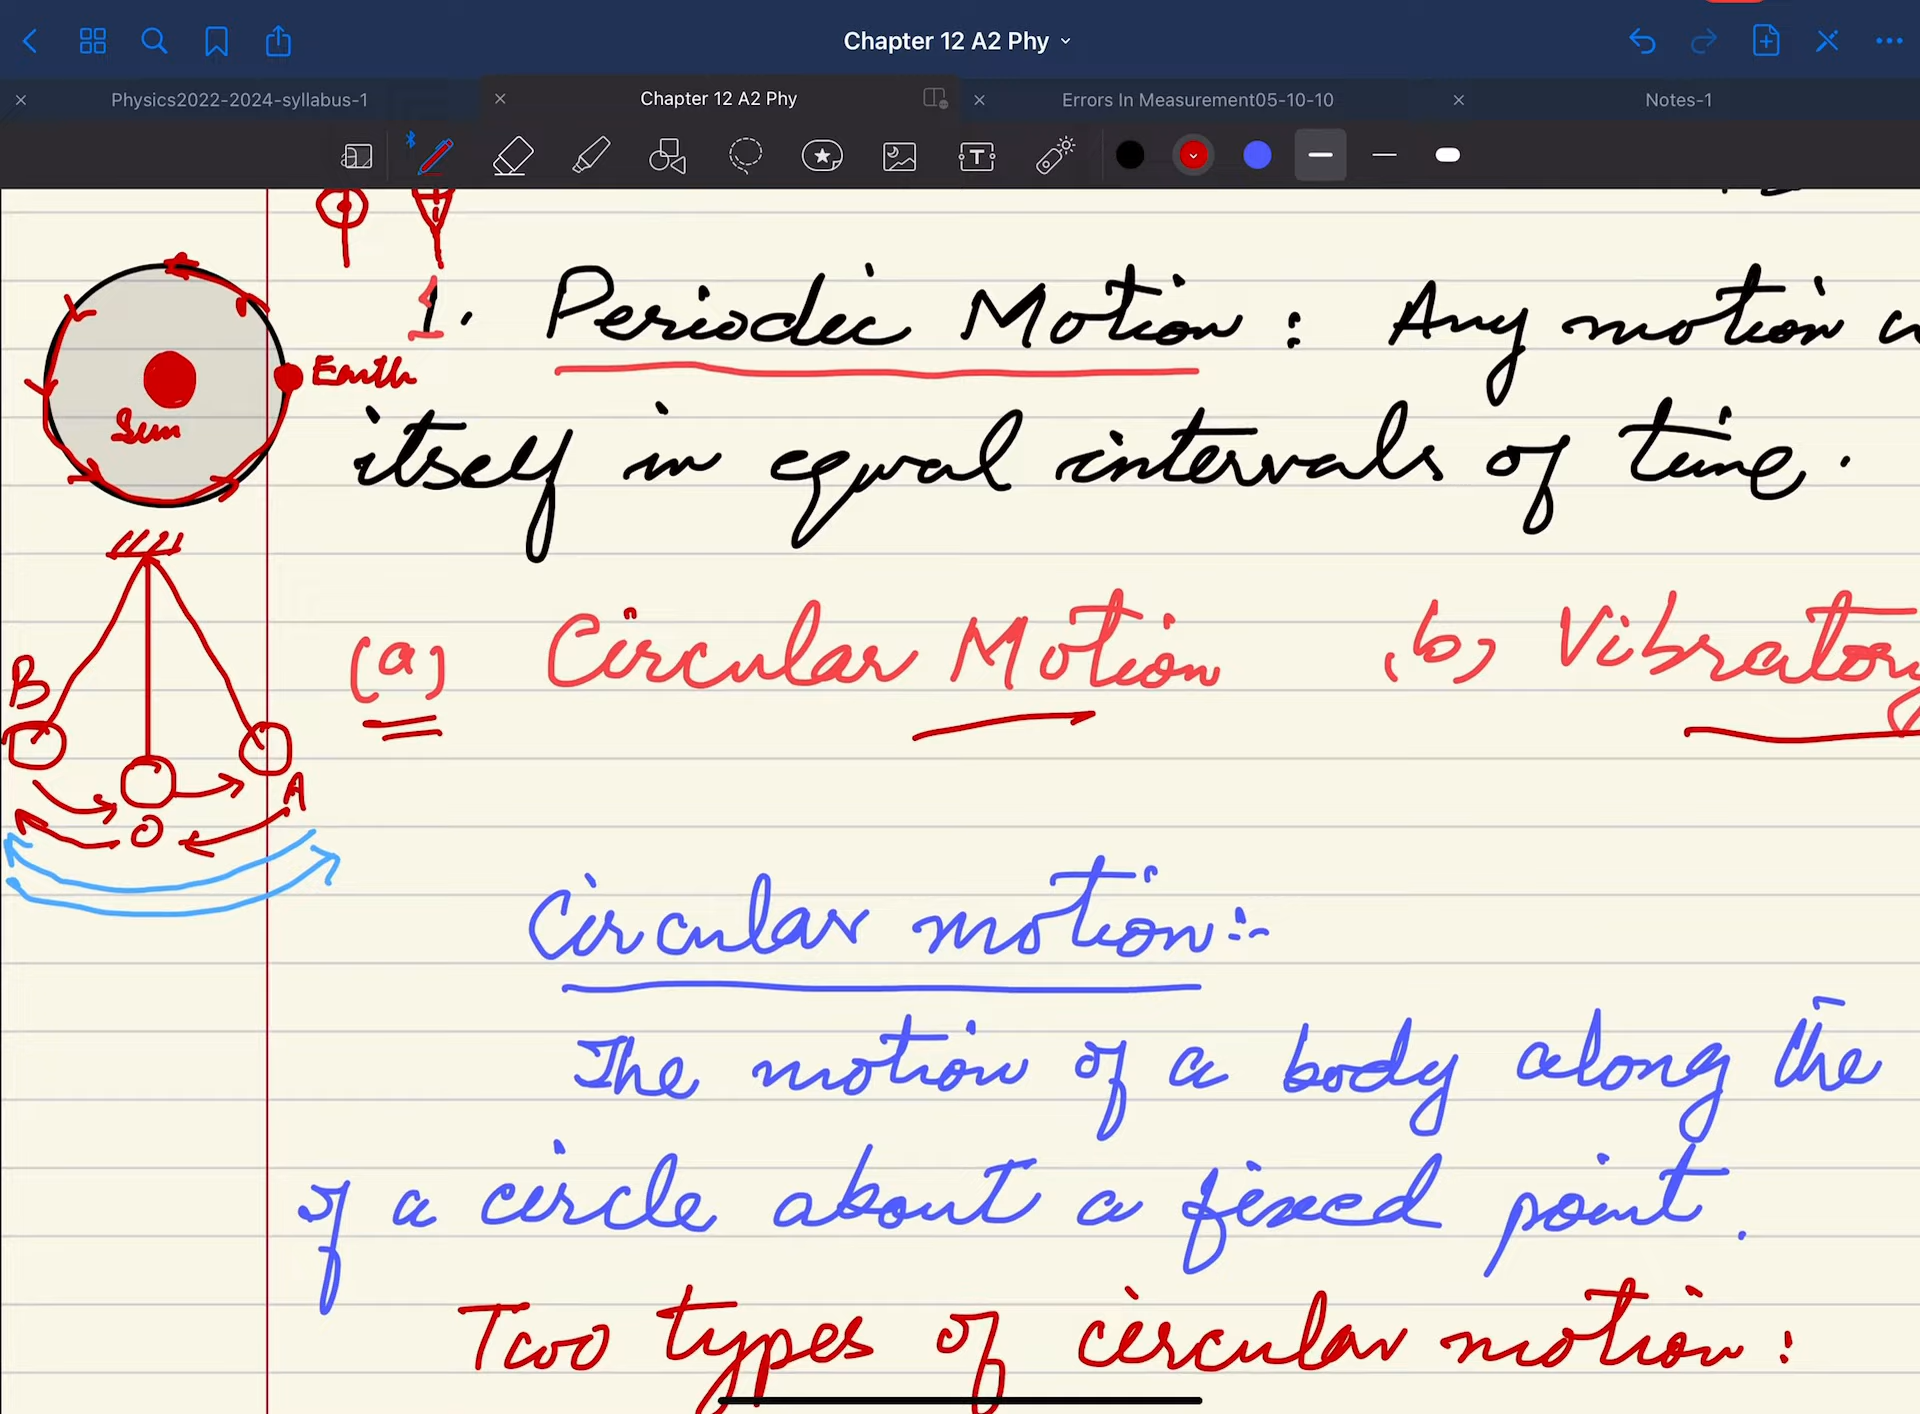 Chapter 12 A2 Phy
Physics2022-2024-syllabus-1
Chapter 12 A2 Phy
Errors In Measurement05-10-10
Notes-1
1. Periodic Motion : Any motion
Earth
Sun
itself in equal intervals of time.
(a) Circular Motion (b) Vibratory
B
A
O
Circular motion:-
The motion of a body along the
of a circle about a fixed point.
Two types of circular motion: